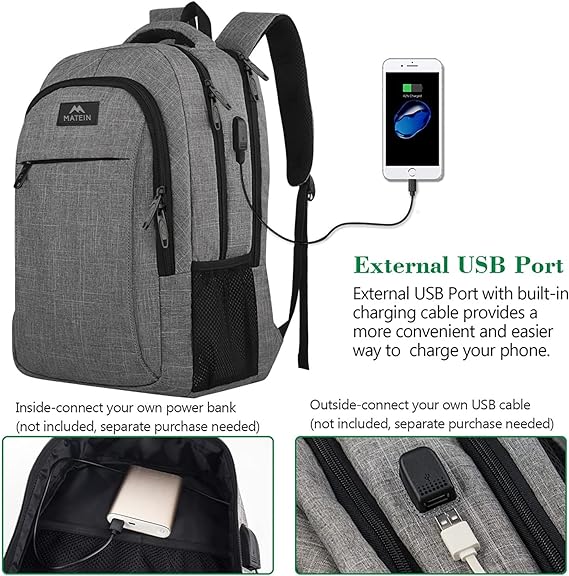 MATEIN
82% Charged
External USB Port
External USB Port with built-in
charging cable provides a
more convenient and easier
way to charge your phone.
Inside-connect your own power bank
(not included, separate purchase needed)
Outside-connect your own USB cable
(not included, separate purchase needed)